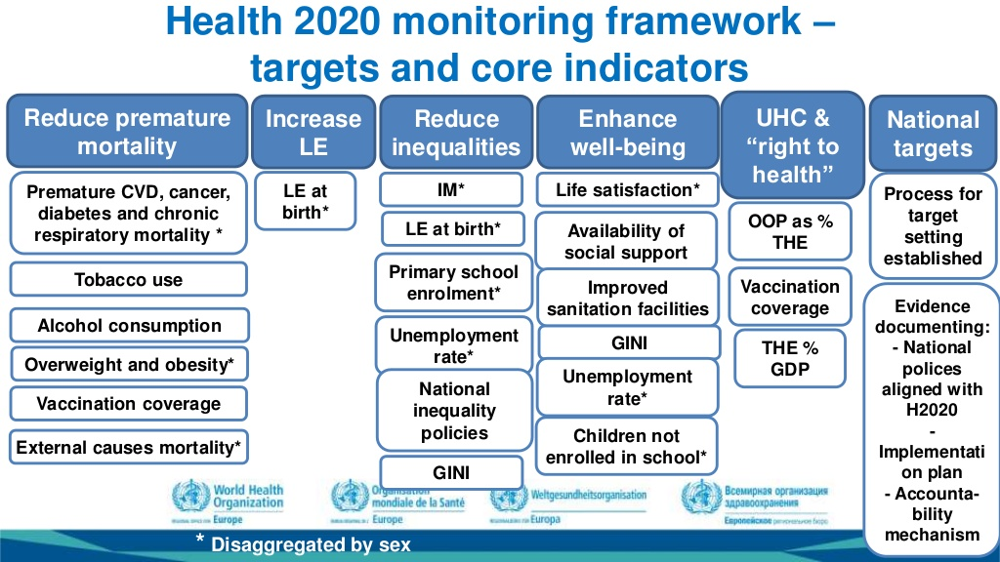 Health 2020 monitoring framework –
targets and core indicators
Reduce premature
mortality
Premature CVD, cancer,
diabetes and chronic
respiratory mortality *
Tobacco use
Alcohol consumption
Overweight and obesity*
Vaccination coverage
External causes mortality*
Increase
LE
LE at
birth*
Reduce
inequalities
IM*
LE at birth*
Primary school
enrolment*
Unemployment
rate*
National
inequality
policies
GINI
Enhance
well-being
Life satisfaction*
Availability of
social support
Improved
sanitation facilities
GINI
Unemployment
rate*
Children not
enrolled in school*
UHC &
“right to
health”
OOP as %
THE
Vaccination
coverage
THE %
GDP
National
targets
Process for
target
setting
established
Evidence
documenting:
- National
polices
aligned with
H2020
-
Implementati
on plan
- Accounta-
bility
mechanism
World Health
Organization
Europe
Organisation
mondiale de la Santé
Europe
Weltgesundheitsorganisation
Europa
Всемирная организация
здравоохранения
Европейское региональное бюро
* Disaggregated by sex